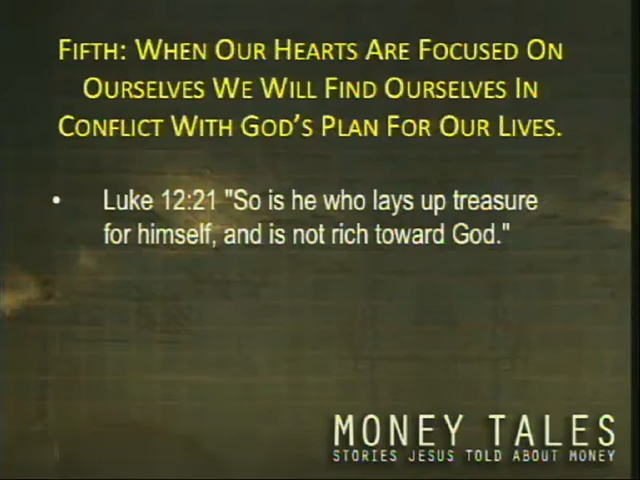 FIFTH: WHEN OUR HEARTS ARE FOCUSED ON
OURSELVES WE WILL FIND OURSELVES IN
CONFLICT WITH GOD'S PLAN FOR OUR LIVES.
• Luke 12:21 "So is he who lays up treasure
for himself, and is not rich toward God."
MONEY TALES
STORIES JESUS TOLD ABOUT MONEY